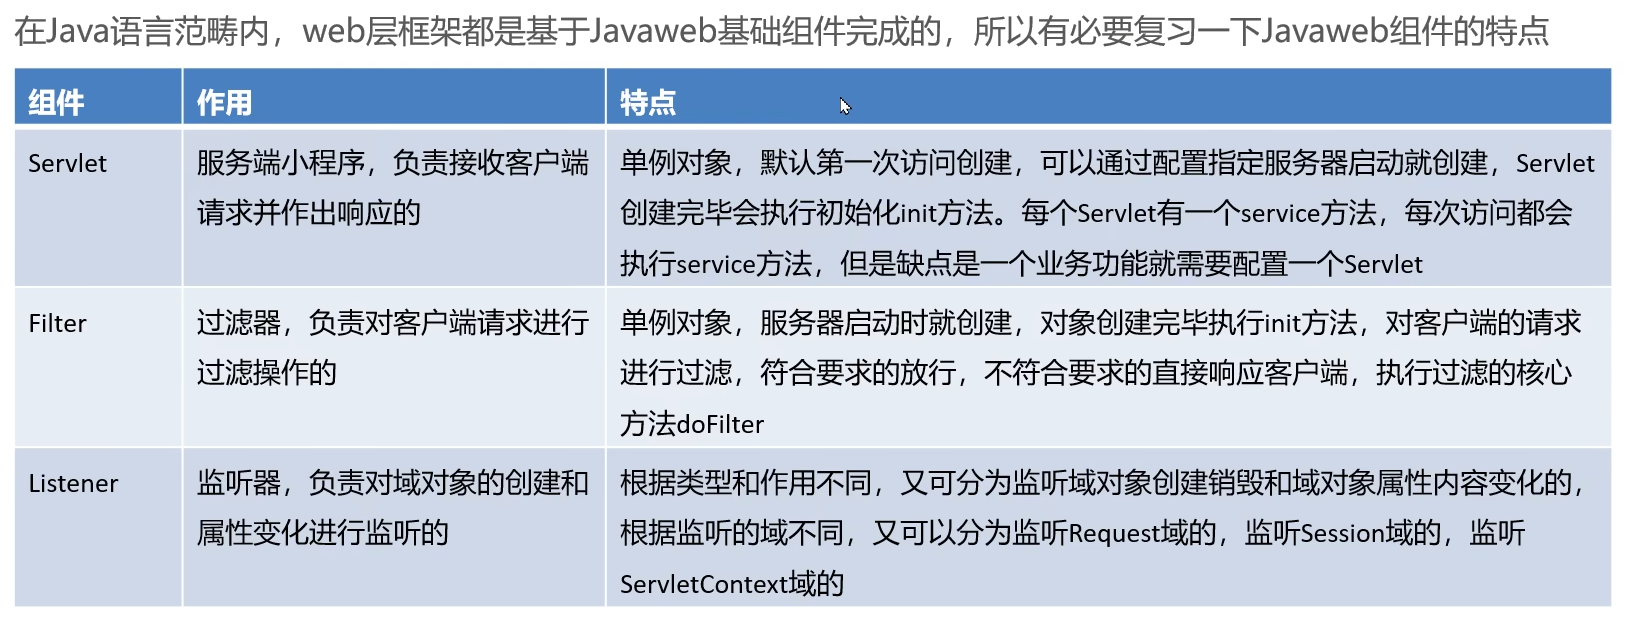 在Java语言范畴内，web层框架都是基于Javaweb基础组件完成的，所以有必要复习一下Javaweb组件的特点
组件
作用
特点
Servlet
服务端小程序，负责接收客户端
请求并作出响应的
单例对象，默认第一次访问创建，可以通过配置指定服务器启动就创建，Servlet
创建完毕会执行初始化init方法。每个Servlet有一个service方法，每次访问都会
执行service方法，但是缺点是一个业务功能就需要配置一个Servlet
Filter
过滤器，负责对客户端请求进行
过滤操作的
单例对象，服务器启动时就创建，对象创建完毕执行init方法，对客户端的请求
进行过滤，符合要求的放行，不符合要求的直接响应客户端，执行过滤的核心
方法doFilter
Listener
监听器，负责对域对象的创建和
属性变化进行监听的
根据类型和作用不同，又可分为监听域对象创建销毁和域对象属性内容变化的，
根据监听的域不同，又可以分为监听Request域的，监听Session域的，监听
ServletContext域的